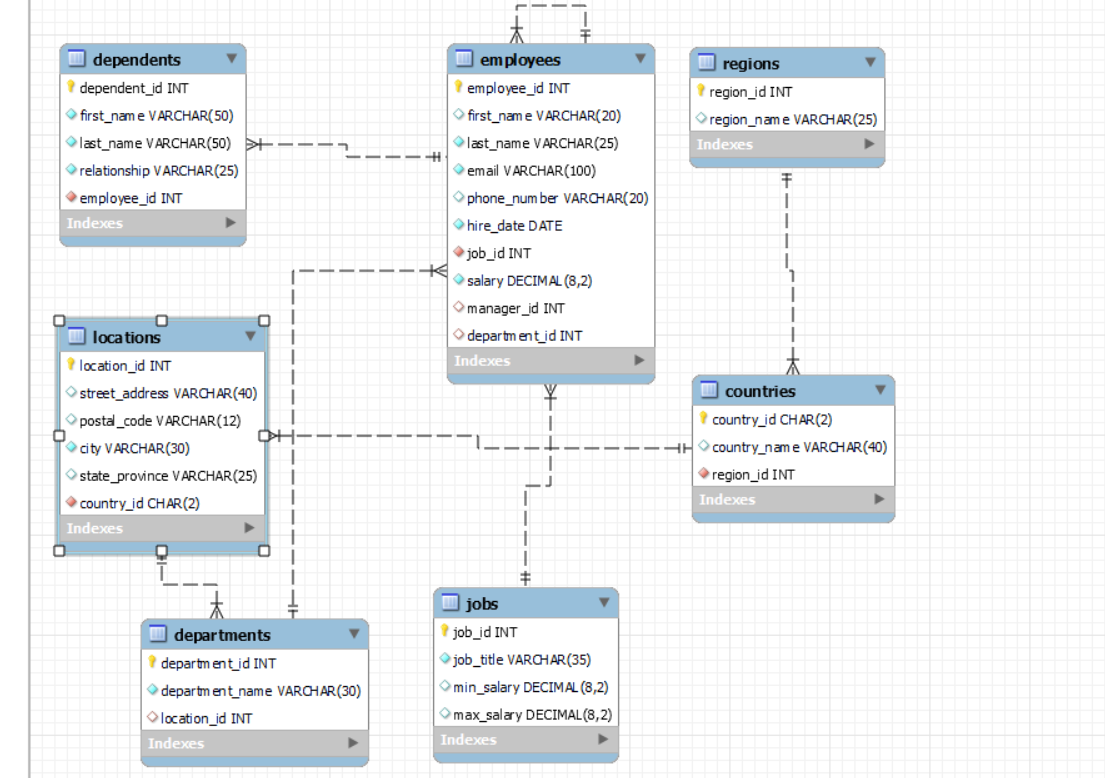 dependents
dependent_id INT
first_name VARCHAR(50)
last_name VARCHAR(50)
relationship VARCHAR(25)
employee_id INT
Indexes
employees
employee_id INT
first_name VARCHAR(20)
last_name VARCHAR(25)
email VARCHAR(100)
phone_number VARCHAR(20)
hire_date DATE
job_id INT
salary DECIMAL(8,2)
manager_id INT
department_id INT
Indexes
regions
region_id INT
region_name VARCHAR(25)
Indexes
locations
location_id INT
street_address VARCHAR(40)
postal_code VARCHAR(12)
city VARCHAR(30)
state_province VARCHAR(25)
country_id CHAR(2)
Indexes
countries
country_id CHAR(2)
country_name VARCHAR(40)
region_id INT
Indexes
departments
department_id INT
department_name VARCHAR(30)
location_id INT
Indexes
jobs
job_id INT
job_title VARCHAR(35)
min_salary DECIMAL(8,2)
max_salary DECIMAL(8,2)
Indexes